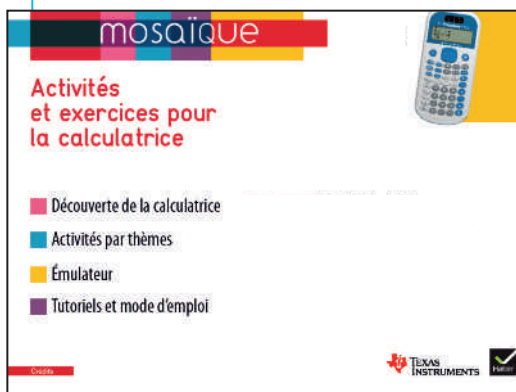 mosaïque
Activités
et exercices pour
la calculatrice
Découverte de la calculatrice
Activités par thèmes
Émulateur
Tutoriels et mode d'emploi
Crédits
TEXAS
INSTRUMENTS
Hatier